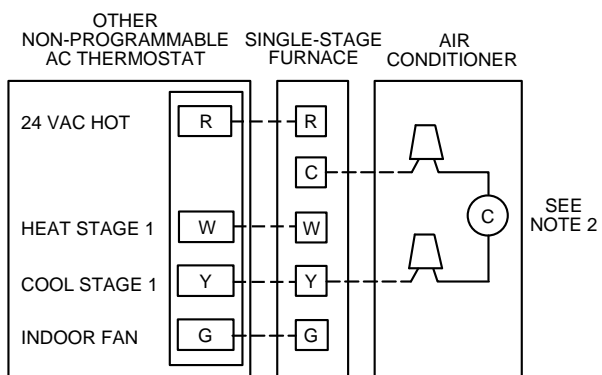 OTHER
NON-PROGRAMMABLE
AC THERMOSTAT
SINGLE-STAGE
FURNACE
AIR
CONDITIONER
24 VAC HOT
R
R
C
HEAT STAGE 1
W
W
C
SEE
NOTE 2
COOL STAGE 1
Y
Y
INDOOR FAN
G
G